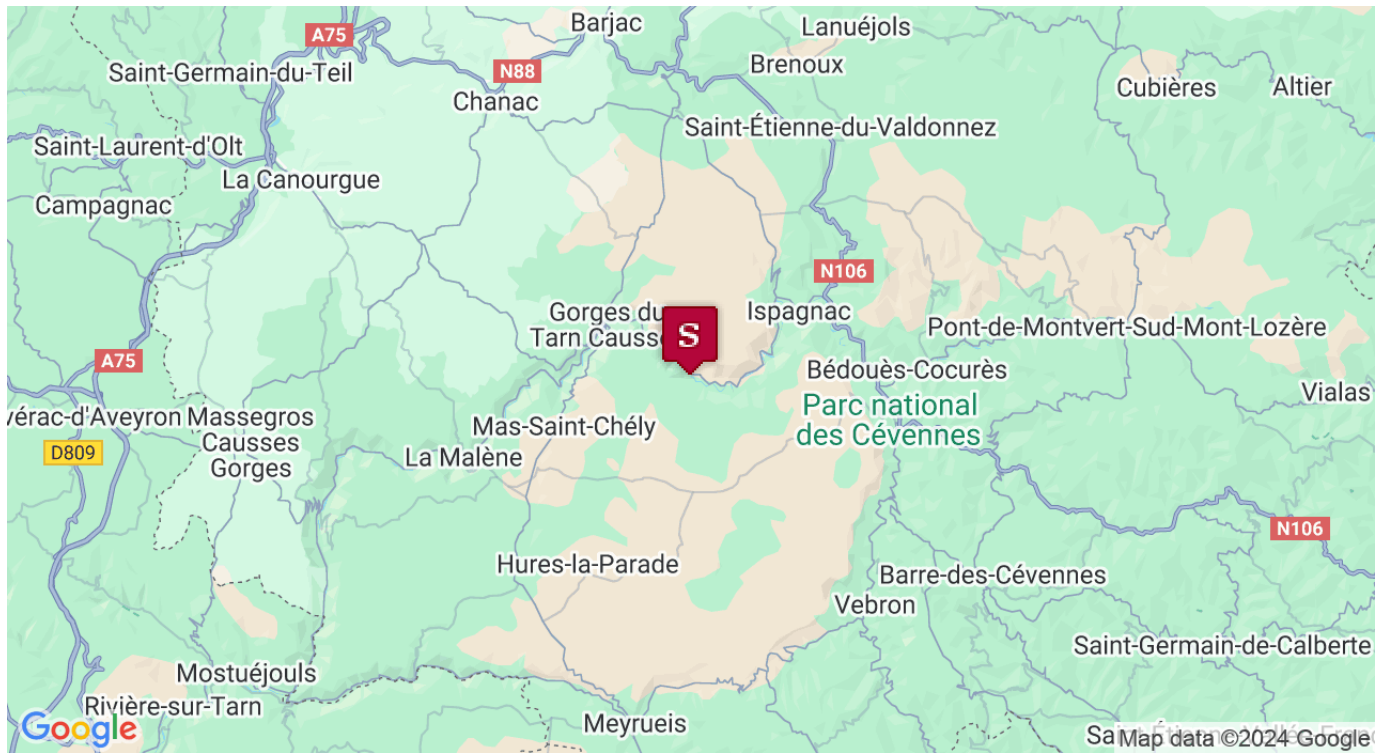 Barjac
Lanuéjols
A75
Brenoux
Saint-Germain-du-Teil
N88
Cubières
Altier
Chanac
Saint-Étienne-du-Valdonnez
Saint-Laurent-d'Olt
La Canourgue
Campagnac
N106
Gorges du
Tarn Causse
S
Ispagnac
Pont-de-Montvert-Sud-Mont-Lozère
A75
Bédouès-Cocurès
Vialas
Parc national
des Cévennes
vérac-d'Aveyron
Massegros
Causses
Gorges
D809
Mas-Saint-Chély
La Malène
N106
Hures-la-Parade
Barre-des-Cévennes
Vebron
Saint-Germain-de-Calberte
Mostuéjouls
Rivière-sur-Tarn
Meyrueis
Google
Map data ©2024 Google